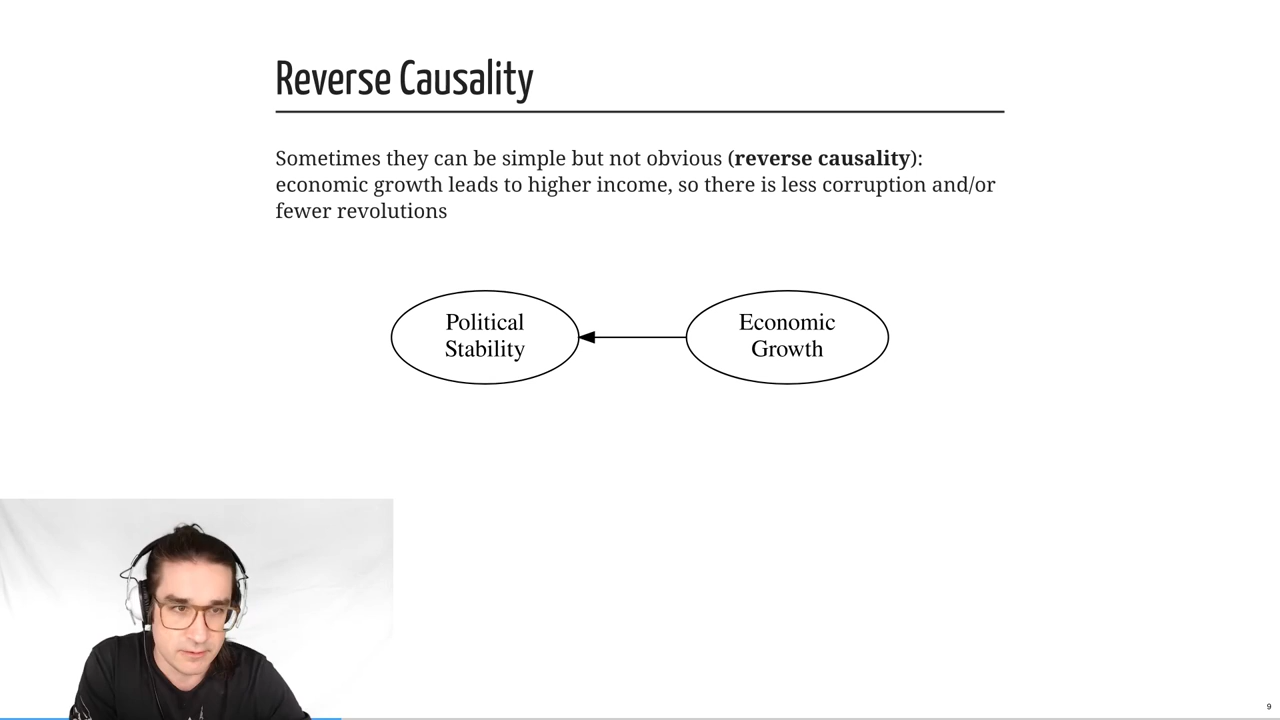 Reverse Causality
Sometimes they can be simple but not obvious (reverse causality):
economic growth leads to higher income, so there is less corruption and/or
fewer revolutions
Political
Stability
Economic
Growth
9